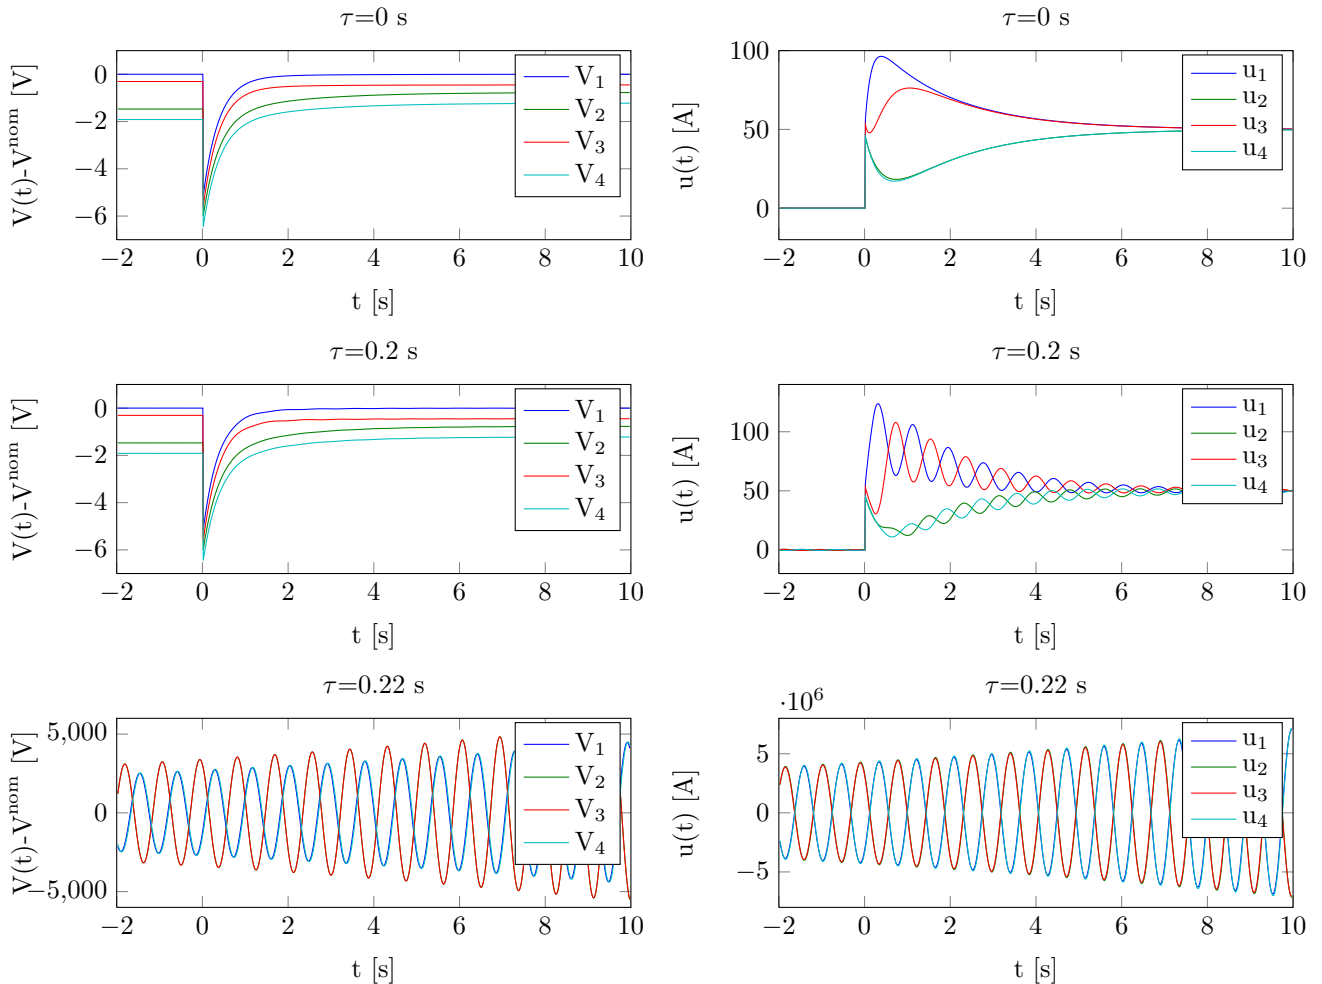 τ=0 s
V(t)-V^nom [V]
0
−2
−4
−6
−2 0 2 4 6 8 10
t [s]
V₁
V₂
V₃
V₄
τ=0 s
u(t) [A]
100
50
0
−2 0 2 4 6 8 10
t [s]
u₁
u₂
u₃
u₄
τ=0.2 s
V(t)-V^nom [V]
0
−2
−4
−6
−2 0 2 4 6 8 10
t [s]
V₁
V₂
V₃
V₄
τ=0.2 s
u(t) [A]
100
50
0
−2 0 2 4 6 8 10
t [s]
u₁
u₂
u₃
u₄
τ=0.22 s
V(t)-V^nom [V]
5,000
0
−5,000
−2 0 2 4 6 8 10
t [s]
V₁
V₂
V₃
V₄
τ=0.22 s
·10⁶
u(t) [A]
5
0
−5
−2 0 2 4 6 8 10
t [s]
u₁
u₂
u₃
u₄